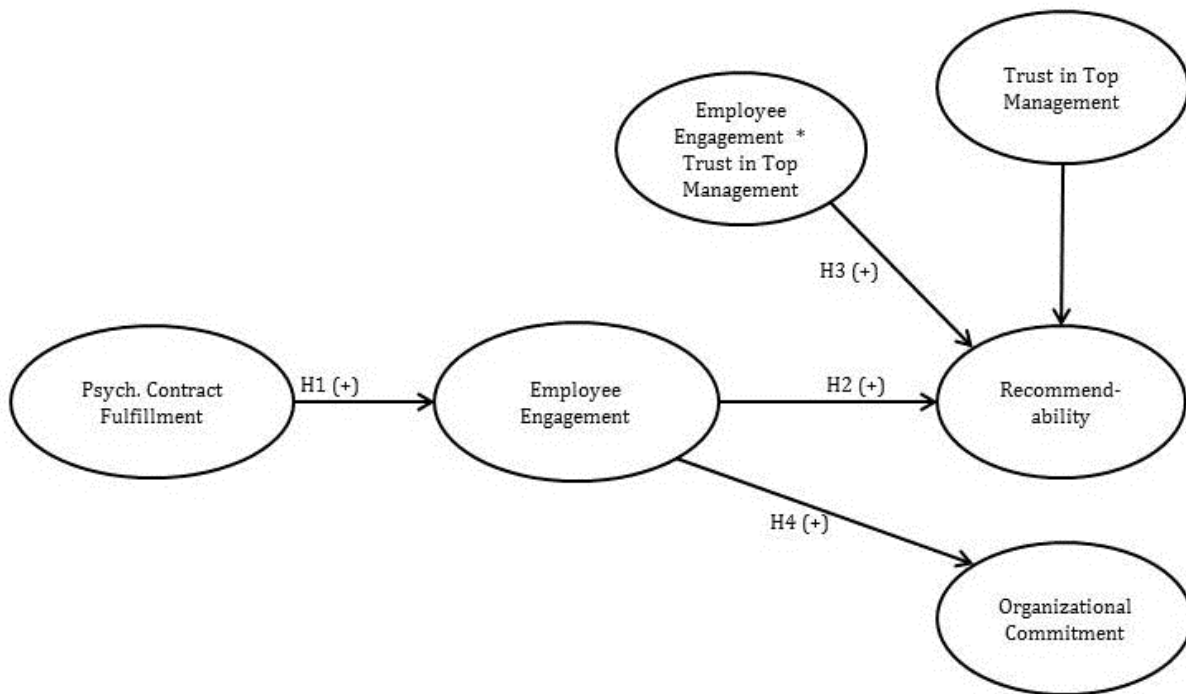 Trust in Top
Management
Employee
Engagement *
Trust in Top
Management
H3 (+)
Psych. Contract
Fulfillment
H1 (+)
Employee
Engagement
H2 (+)
Recommend-
ability
H4 (+)
Organizational
Commitment